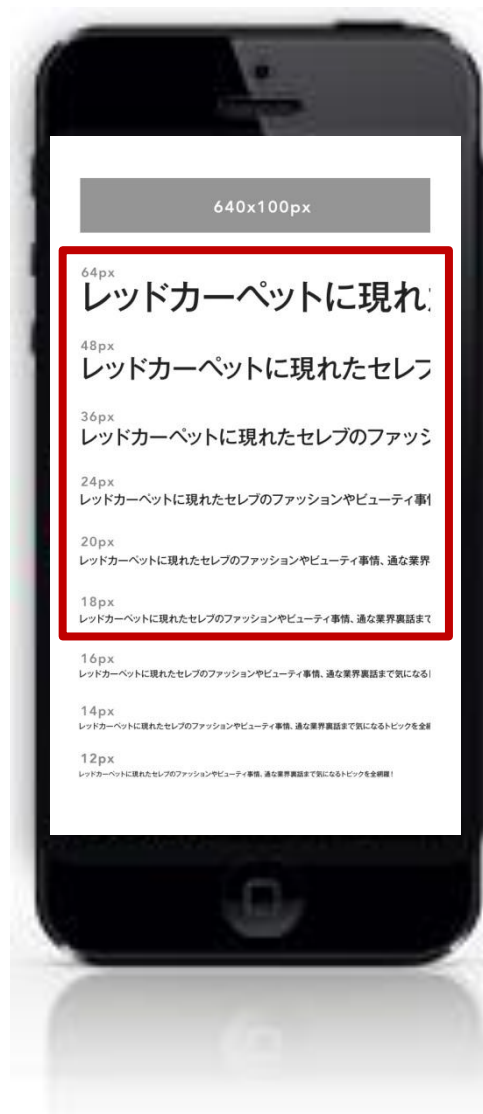 640x100px
64px
レッドカーペットに現れ
48px
レッドカーペットに現れたセレブ
36px
レッドカーペットに現れたセレブのファッシ
24px
レッドカーペットに現れたセレブのファッションやビューティ事情
20px
レッドカーペットに現れたセレブのファッションやビューティ事情、通な業界
18px
レッドカーペットに現れたセレブのファッションやビューティ事情、通な業界裏話まで
16px
レッドカーペットに現れたセレブのファッションやビューティ事情、通な業界裏話まで気になる
14px
レッドカーペットに現れたセレブのファッションやビューティ事情、通な業界裏話まで気になるトピックを全網
12px
レッドカーペットに現れたセレブのファッションやビューティ事情、通な業界裏話まで気になるトピックを全網羅！